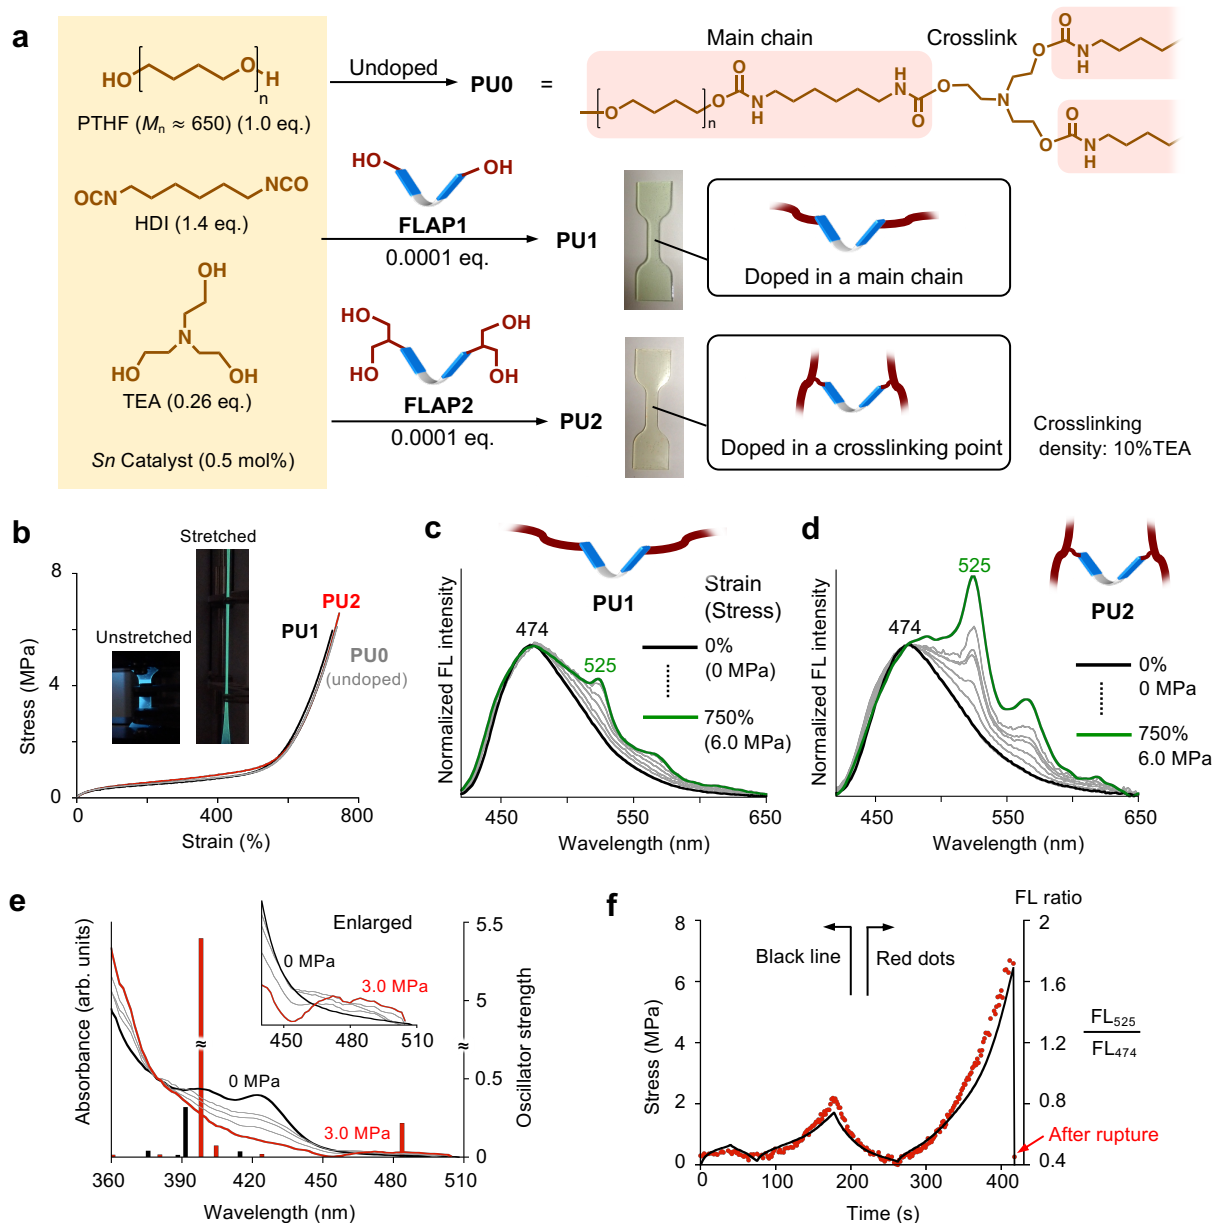 a
Main chain
Crosslink
HO
O
H
n
Undoped
PU0
=
O
O
N
H
H
N
O
O
n
O
N
O
O
N
H
O
O
N
H
PTHF (Mn ≈ 650) (1.0 eq.)
OCN
NCO
HDI (1.4 eq.)
HO
OH
FLAP1
0.0001 eq.
PU1
Doped in a main chain
OH
N
HO
OH
TEA (0.26 eq.)
HO
HO
OH
OH
FLAP2
0.0001 eq.
PU2
Doped in a crosslinking point
Crosslinking
density: 10%TEA
Sn Catalyst (0.5 mol%)
b
Stretched
Unstretched
PU2
PU1
PU0
(undoped)
8
4
0
Stress (MPa)
0
400
800
Strain (%)
c
PU1
Strain
(Stress)
474
525
0%
(0 MPa)
750%
(6.0 MPa)
Normalized FL intensity
450
550
650
Wavelength (nm)
d
525
474
PU2
0%
0 MPa
750%
6.0 MPa
Normalized FL intensity
450
550
650
Wavelength (nm)
e
Absorbance (arb. units)
Enlarged
0 MPa
3.0 MPa
450
480
510
0 MPa
3.0 MPa
≈
≈
5.5
5
0.5
0
Oscillator strength
360
390
420
450
480
510
Wavelength (nm)
f
FL ratio
Black line
Red dots
8
6
4
2
0
Stress (MPa)
2
1.6
1.2
0.8
0.4
FL525
FL474
After rupture
0
100
200
300
400
Time (s)